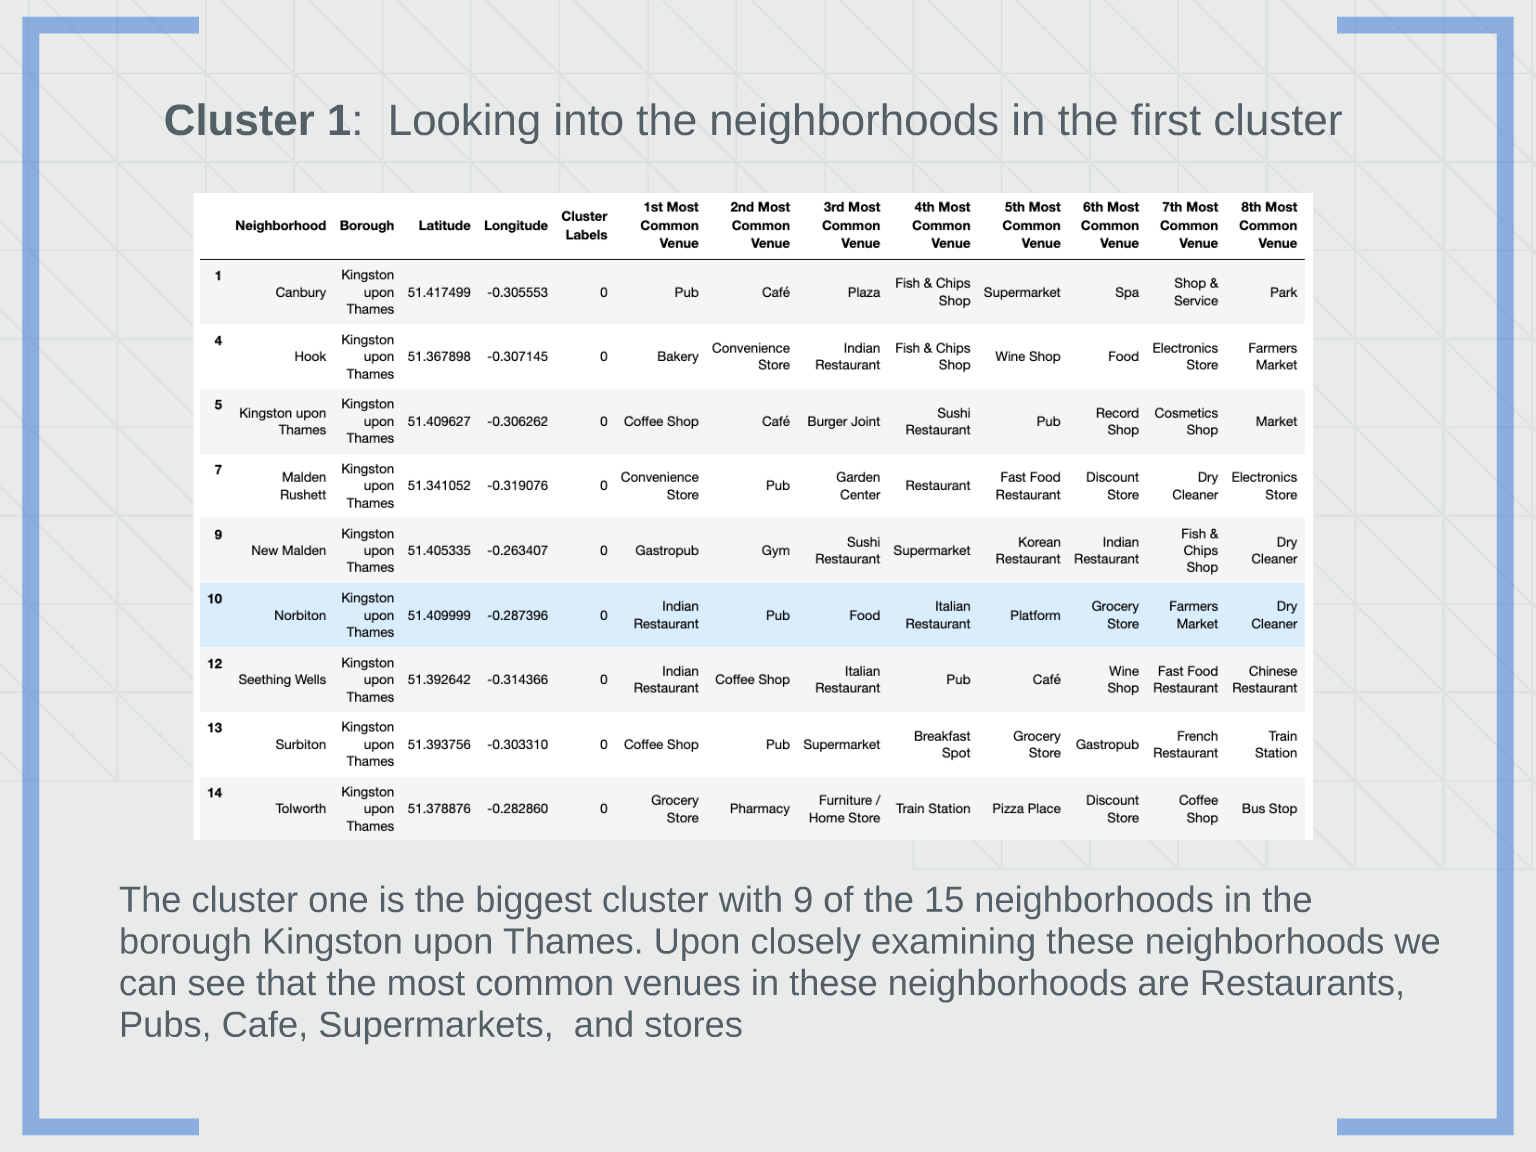 Cluster 1:  Looking into the neighborhoods in the first cluster
Neighborhood Borough Latitude Longitude Cluster Labels 1st Most Common Venue 2nd Most Common Venue 3rd Most Common Venue 4th Most Common Venue 5th Most Common Venue 6th Most Common Venue 7th Most Common Venue 8th Most Common Venue
1 Canbury Kingston upon Thames 51.417499 -0.305553 0 Pub Café Plaza Fish & Chips Shop Supermarket Spa Shop & Service Park
4 Hook Kingston upon Thames 51.367898 -0.307145 0 Bakery Convenience Store Indian Restaurant Fish & Chips Shop Wine Shop Food Electronics Store Farmers Market
5 Kingston upon Thames Kingston upon Thames 51.409627 -0.306262 0 Coffee Shop Café Burger Joint Sushi Restaurant Pub Record Shop Cosmetics Shop Market
7 Malden Rushett Kingston upon Thames 51.341052 -0.319076 0 Convenience Store Pub Garden Center Restaurant Fast Food Restaurant Discount Store Dry Cleaner Electronics Store
9 New Malden Kingston upon Thames 51.405335 -0.263407 0 Gastropub Gym Sushi Restaurant Supermarket Korean Restaurant Indian Restaurant Fish & Chips Shop Dry Cleaner
10 Norbiton Kingston upon Thames 51.409999 -0.287396 0 Indian Restaurant Pub Food Italian Restaurant Platform Grocery Store Farmers Market Dry Cleaner
12 Seething Wells Kingston upon Thames 51.392642 -0.314366 0 Indian Restaurant Coffee Shop Italian Restaurant Pub Café Wine Shop Fast Food Restaurant Chinese Restaurant
13 Surbiton Kingston upon Thames 51.393756 -0.303310 0 Coffee Shop Pub Supermarket Breakfast Spot Grocery Store Gastropub French Restaurant Train Station
14 Tolworth Kingston upon Thames 51.378876 -0.282860 0 Grocery Store Pharmacy Furniture / Home Store Train Station Pizza Place Discount Store Coffee Shop Bus Stop
The cluster one is the biggest cluster with 9 of the 15 neighborhoods in the
borough Kingston upon Thames. Upon closely examining these neighborhoods we
can see that the most common venues in these neighborhoods are Restaurants,
Pubs, Cafe, Supermarkets,  and stores